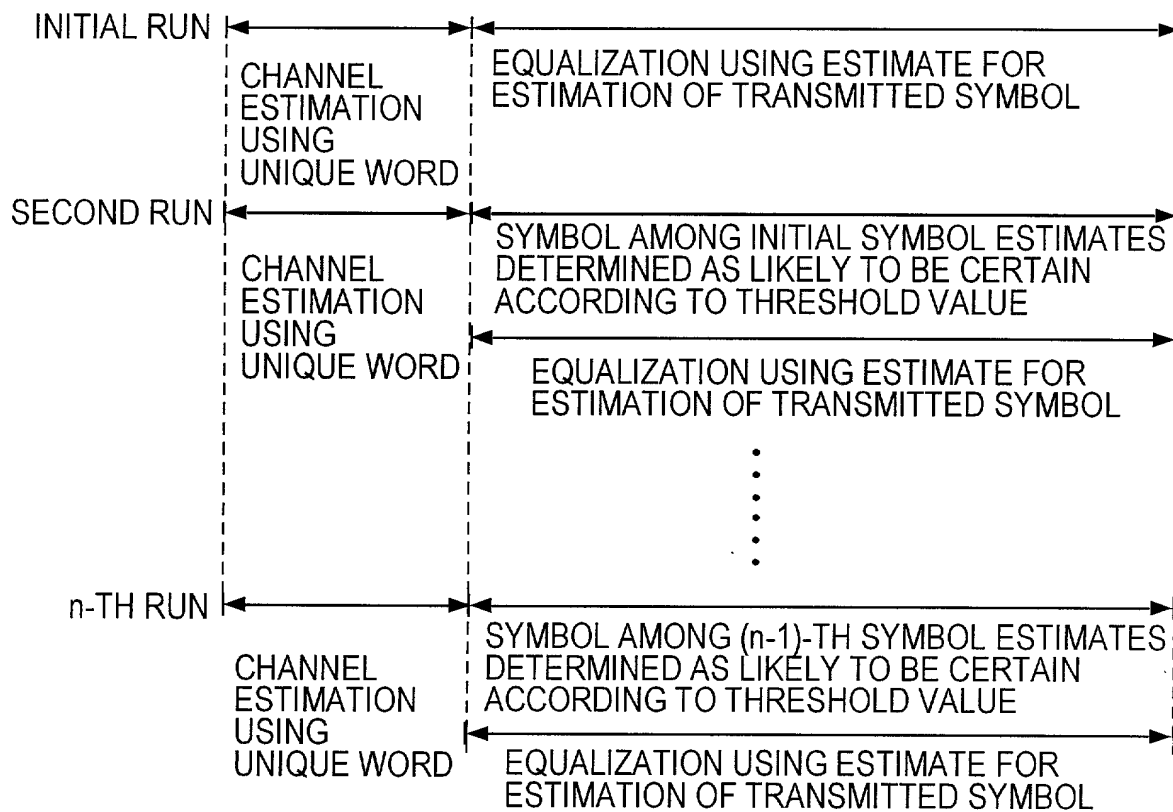 INITIAL RUN
CHANNEL
ESTIMATION
USING
UNIQUE WORD
EQUALIZATION USING ESTIMATE FOR
ESTIMATION OF TRANSMITTED SYMBOL
SECOND RUN
CHANNEL
ESTIMATION
USING
UNIQUE WORD
SYMBOL AMONG INITIAL SYMBOL ESTIMATES
DETERMINED AS LIKELY TO BE CERTAIN
ACCORDING TO THRESHOLD VALUE
EQUALIZATION USING ESTIMATE FOR
ESTIMATION OF TRANSMITTED SYMBOL
n-TH RUN
CHANNEL
ESTIMATION
USING
UNIQUE WORD
SYMBOL AMONG (n-1)-TH SYMBOL ESTIMATES
DETERMINED AS LIKELY TO BE CERTAIN
ACCORDING TO THRESHOLD VALUE
EQUALIZATION USING ESTIMATE FOR
ESTIMATION OF TRANSMITTED SYMBOL